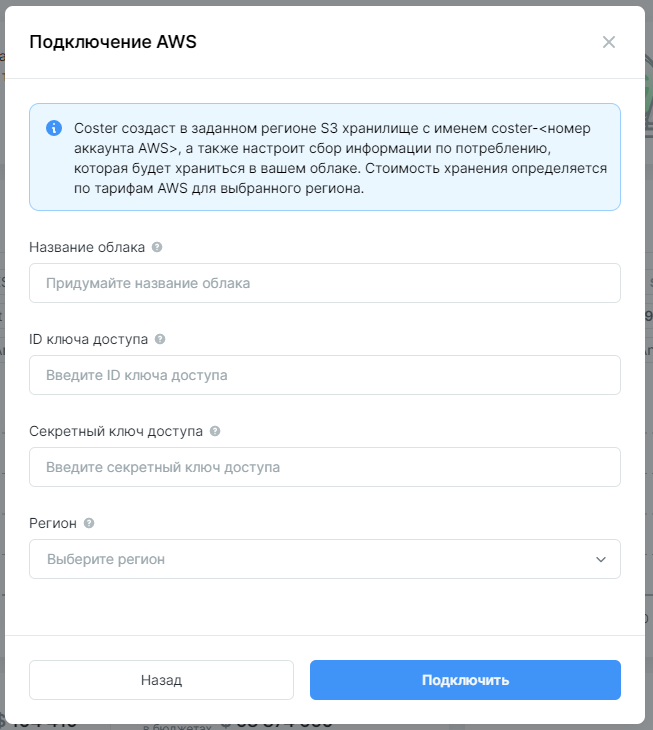 Подключение AWS
Coster создаст в заданном регионе S3 хранилище с именем coster-<номер
аккаунта AWS>, а также настроит сбор информации по потреблению,
которая будет храниться в вашем облаке. Стоимость хранения определяется
по тарифам AWS для выбранного региона.
Название облака
Придумайте название облака
ID ключа доступа
Введите ID ключа доступа
Секретный ключ доступа
Введите секретный ключ доступа
Регион
Выберите регион
Назад
Подключить